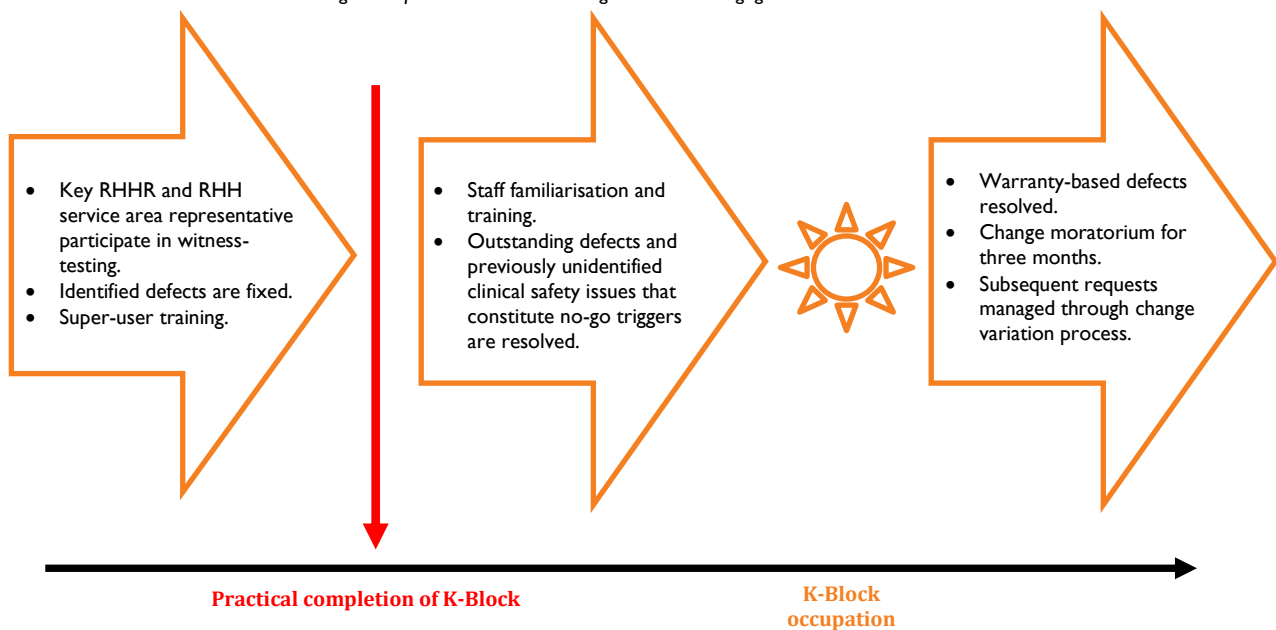 • Key RHHR and RHH
service area representative
participate in witness-
testing.
• Identified defects are fixed.
• Super-user training.
• Staff familiarisation and
training.
• Outstanding defects and
previously unidentified
clinical safety issues that
constitute no-go triggers
are resolved.
• Warranty-based defects
resolved.
• Change moratorium for
three months.
• Subsequent requests
managed through change
variation process.
Practical completion of K-Block
K-Block
occupation